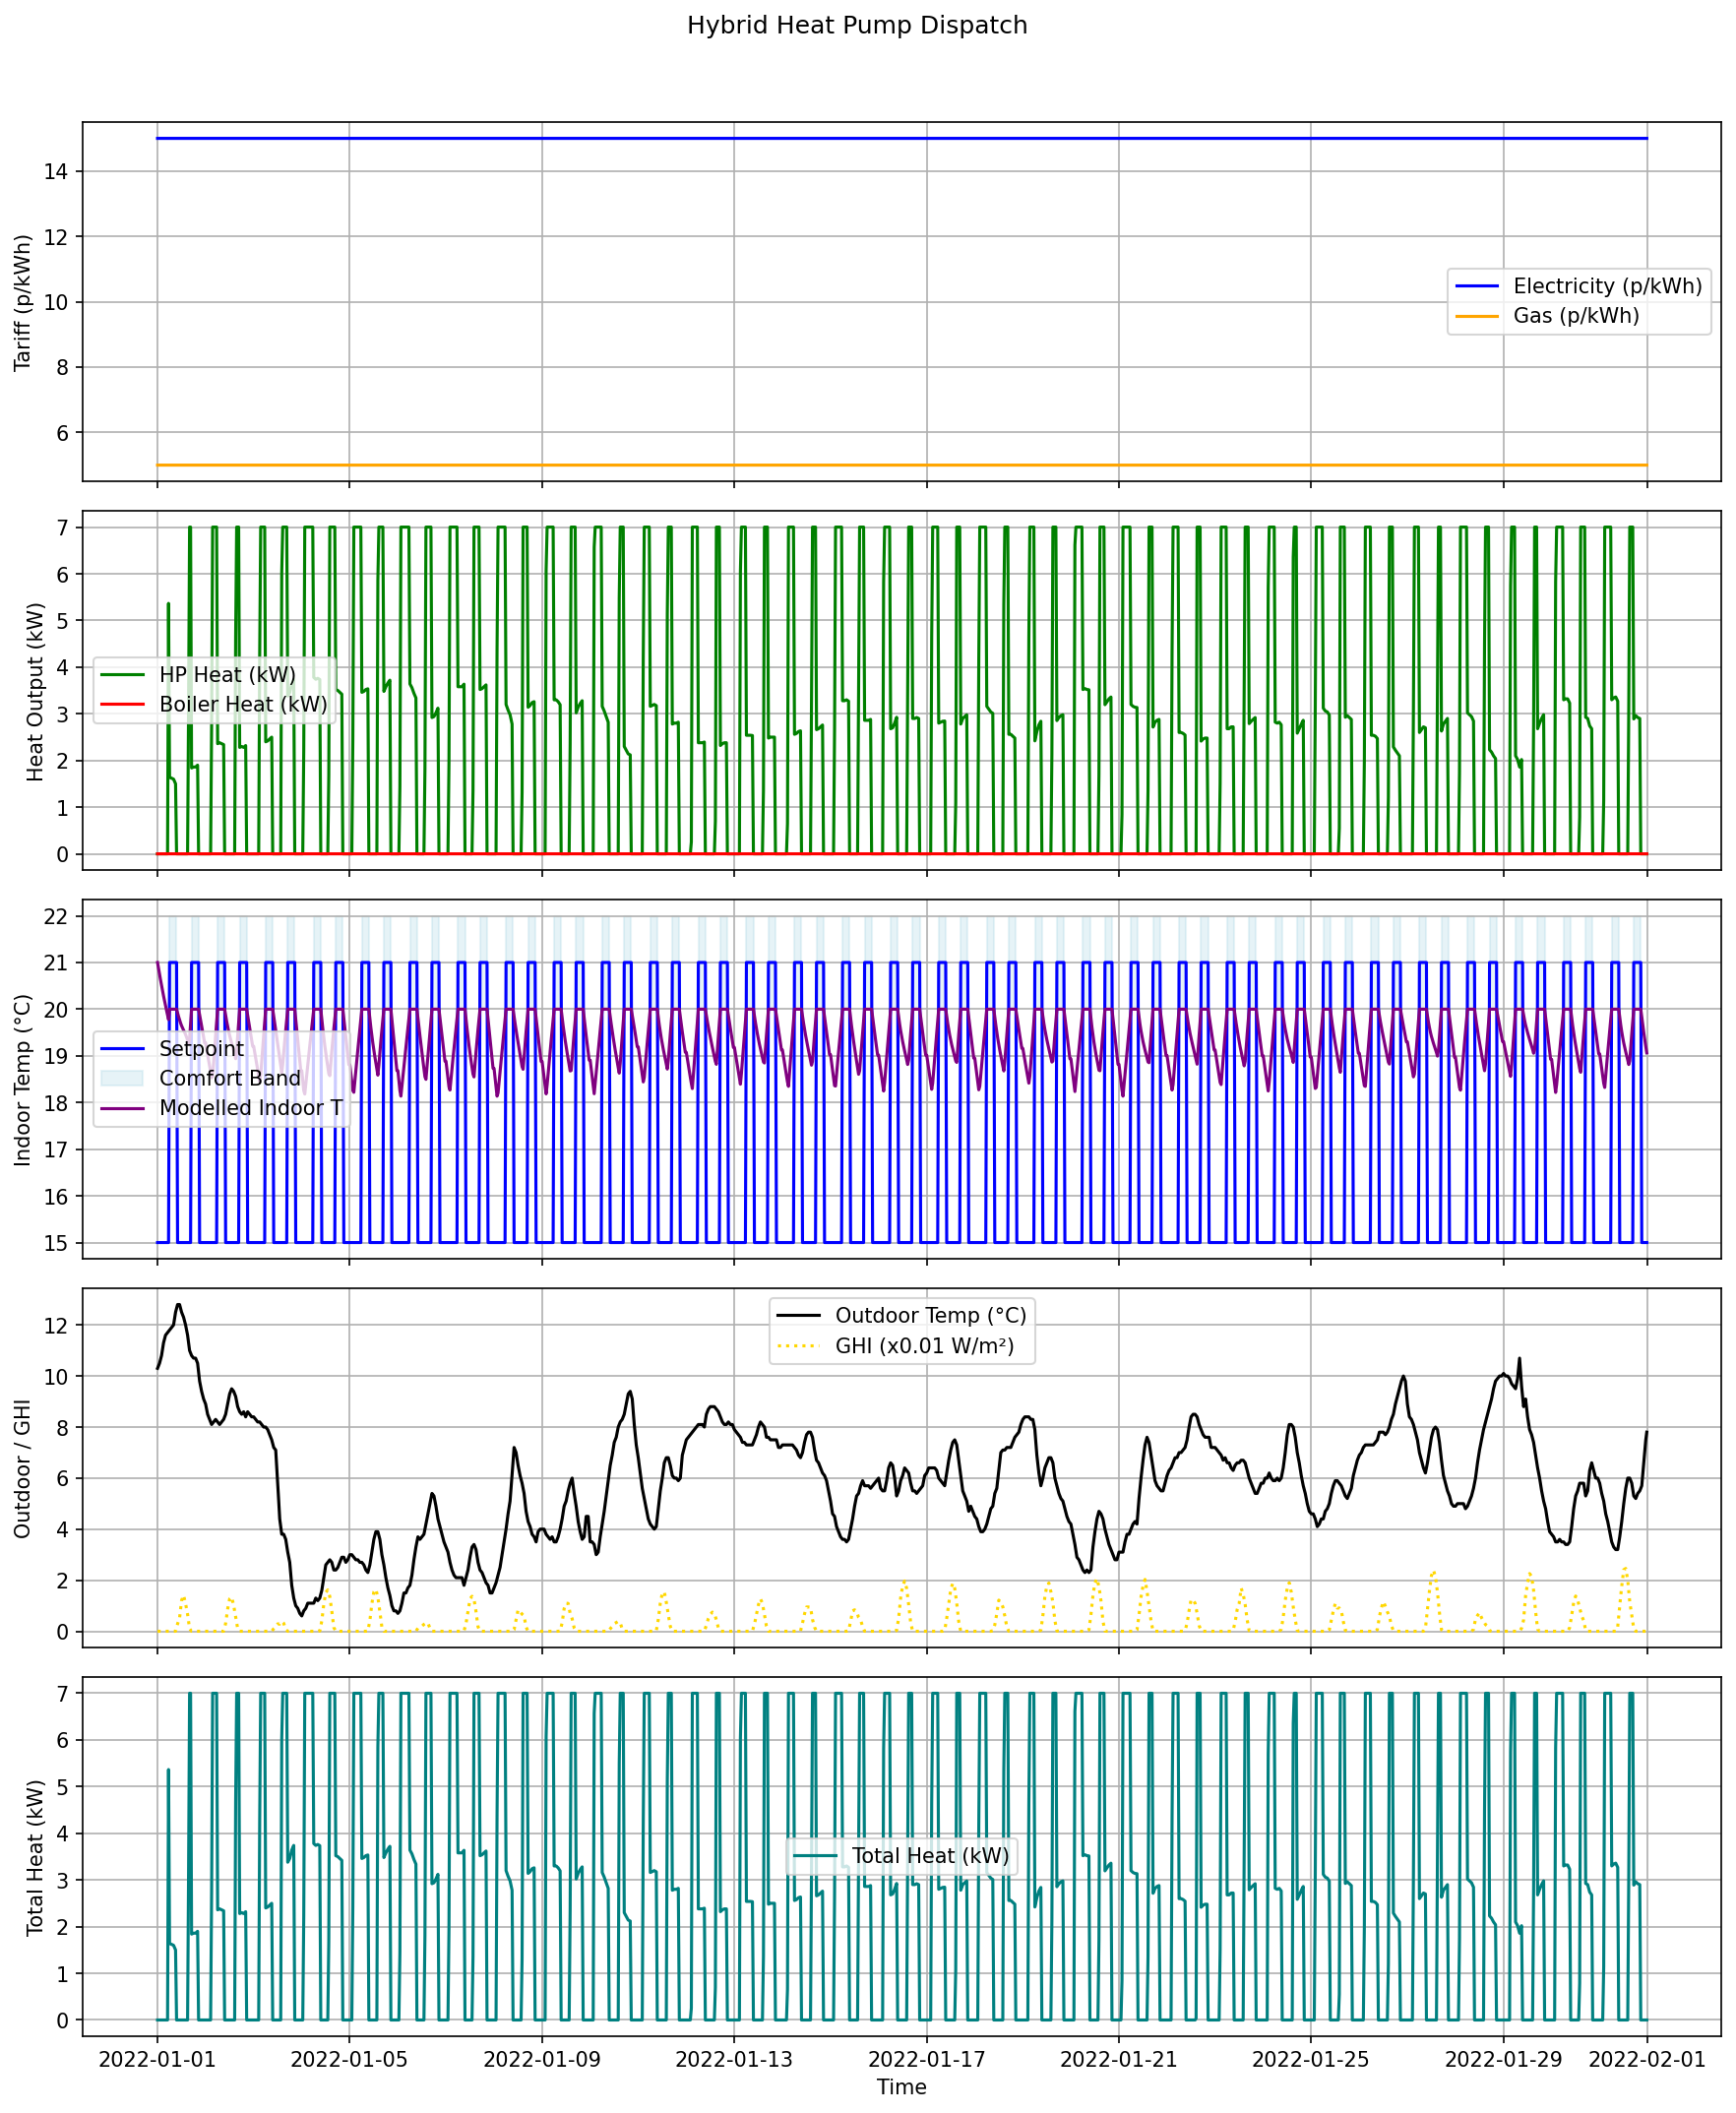 Hybrid Heat Pump Dispatch
Tariff (p/kWh)
14
12
10
8
6
Electricity (p/kWh)
Gas (p/kWh)
Heat Output (kW)
7
6
5
4
3
2
1
0
HP Heat (kW)
Boiler Heat (kW)
Indoor Temp (°C)
22
21
20
19
18
17
16
15
Setpoint
Comfort Band
Modelled Indoor T
Outdoor / GHI
12
10
8
6
4
2
0
Outdoor Temp (°C)
GHI (x0.01 W/m²)
Total Heat (kW)
7
6
5
4
3
2
1
0
Total Heat (kW)
2022-01-01 2022-01-05 2022-01-09 2022-01-13 2022-01-17 2022-01-21 2022-01-25 2022-01-29 2022-02-01
Time